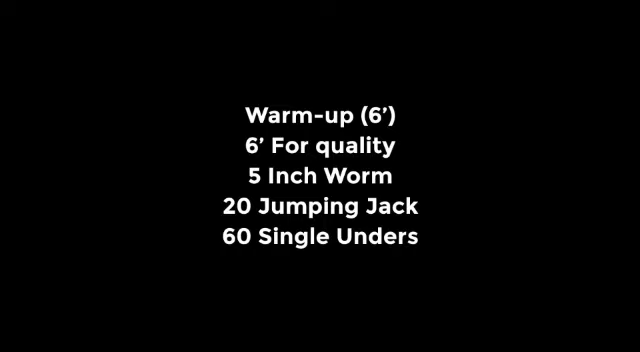 Warm-up (6’)
6’ For quality
5 Inch Worm
20 Jumping Jack
60 Single Unders